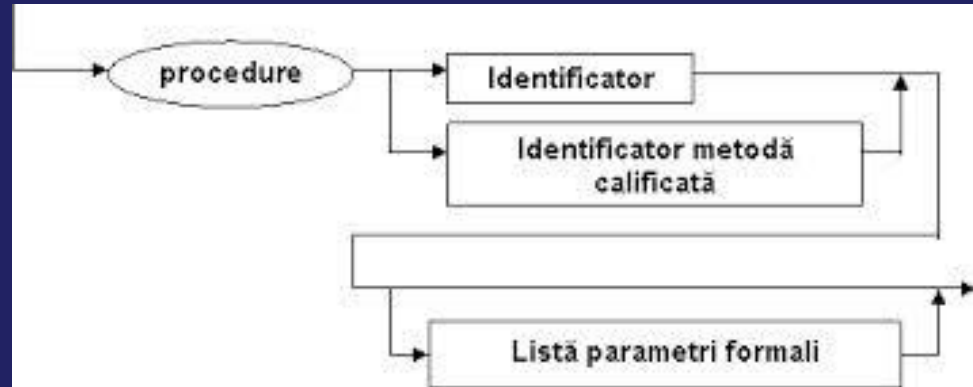 procedure
Identificator
Identificator metodă
calificată
Listă parametri formali